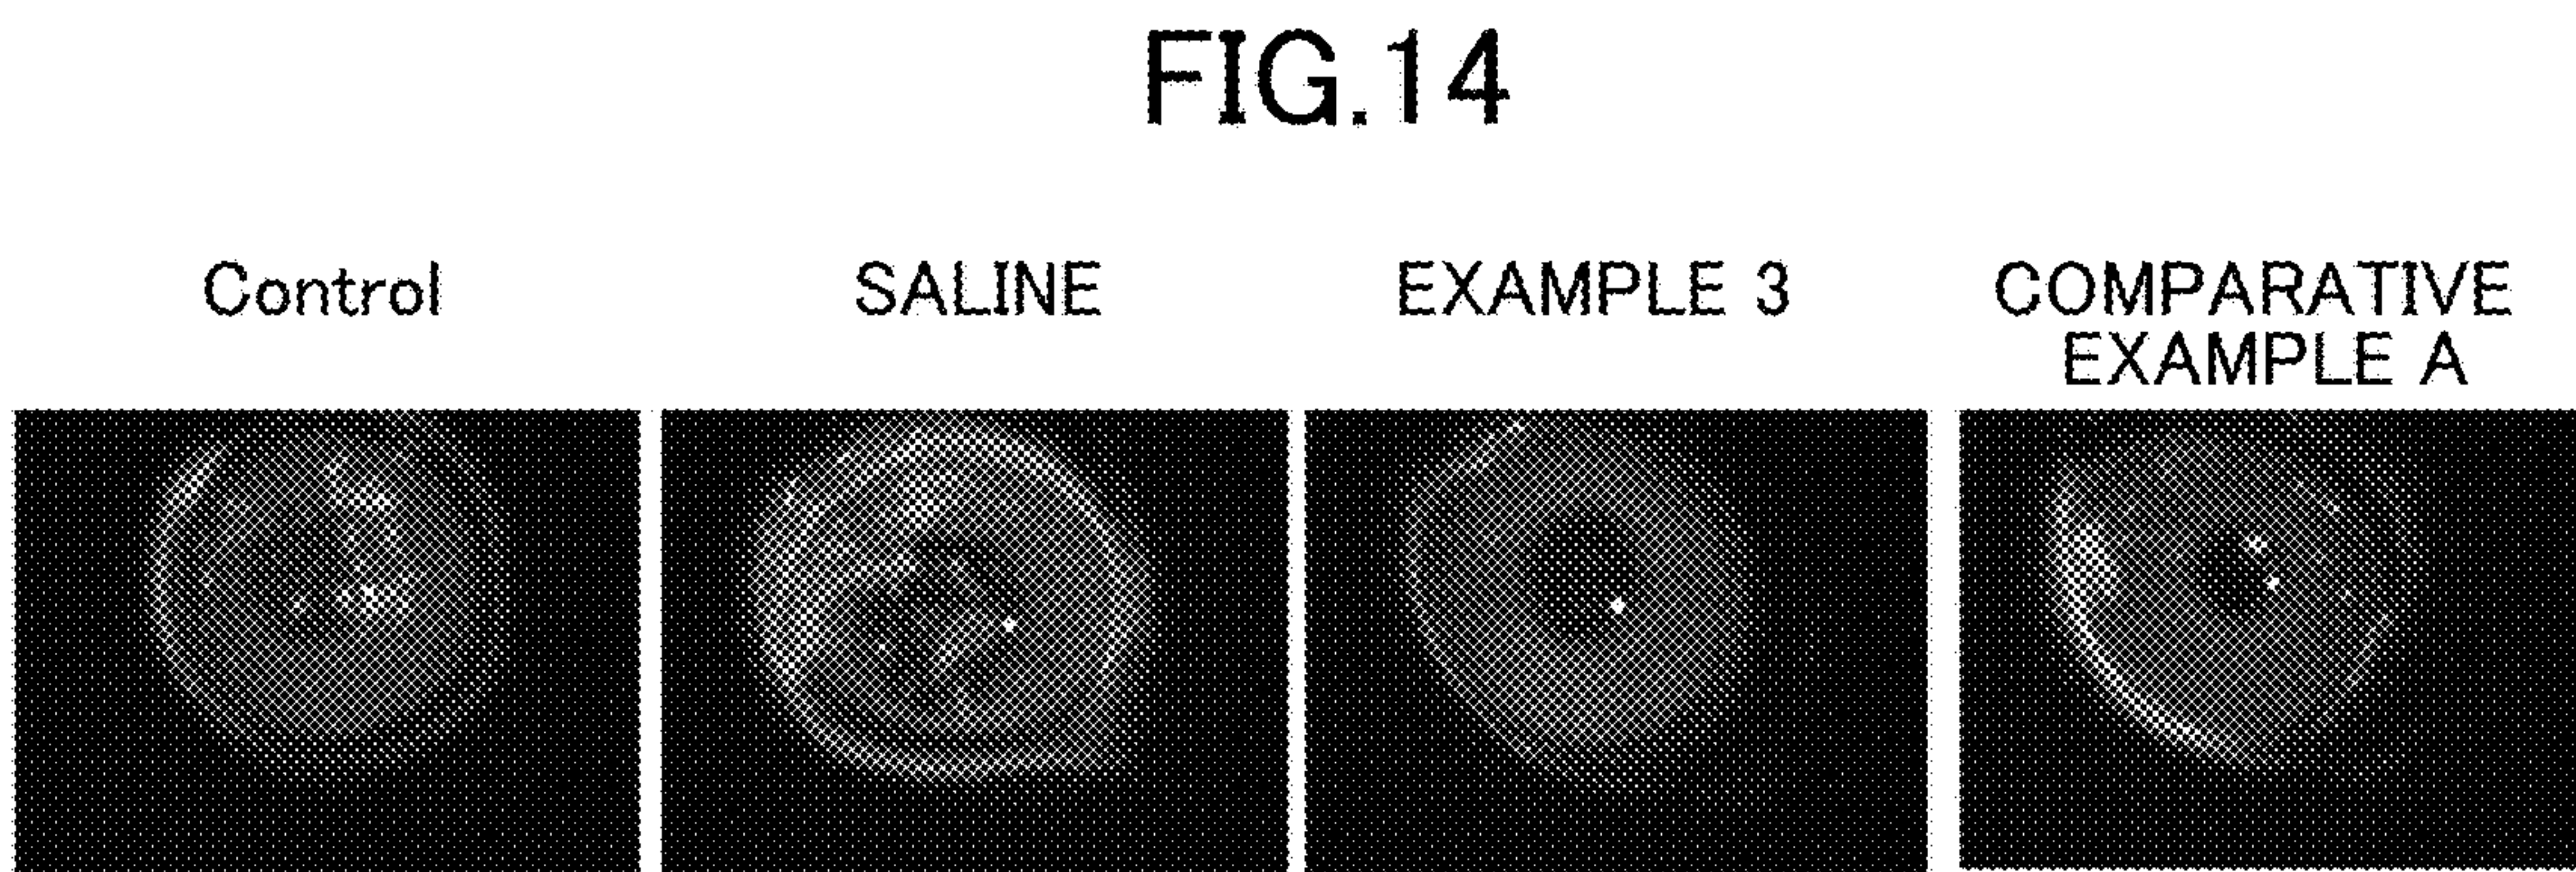 FIG.14
Control
SALINE
EXAMPLE 3
COMPARATIVE
EXAMPLE A